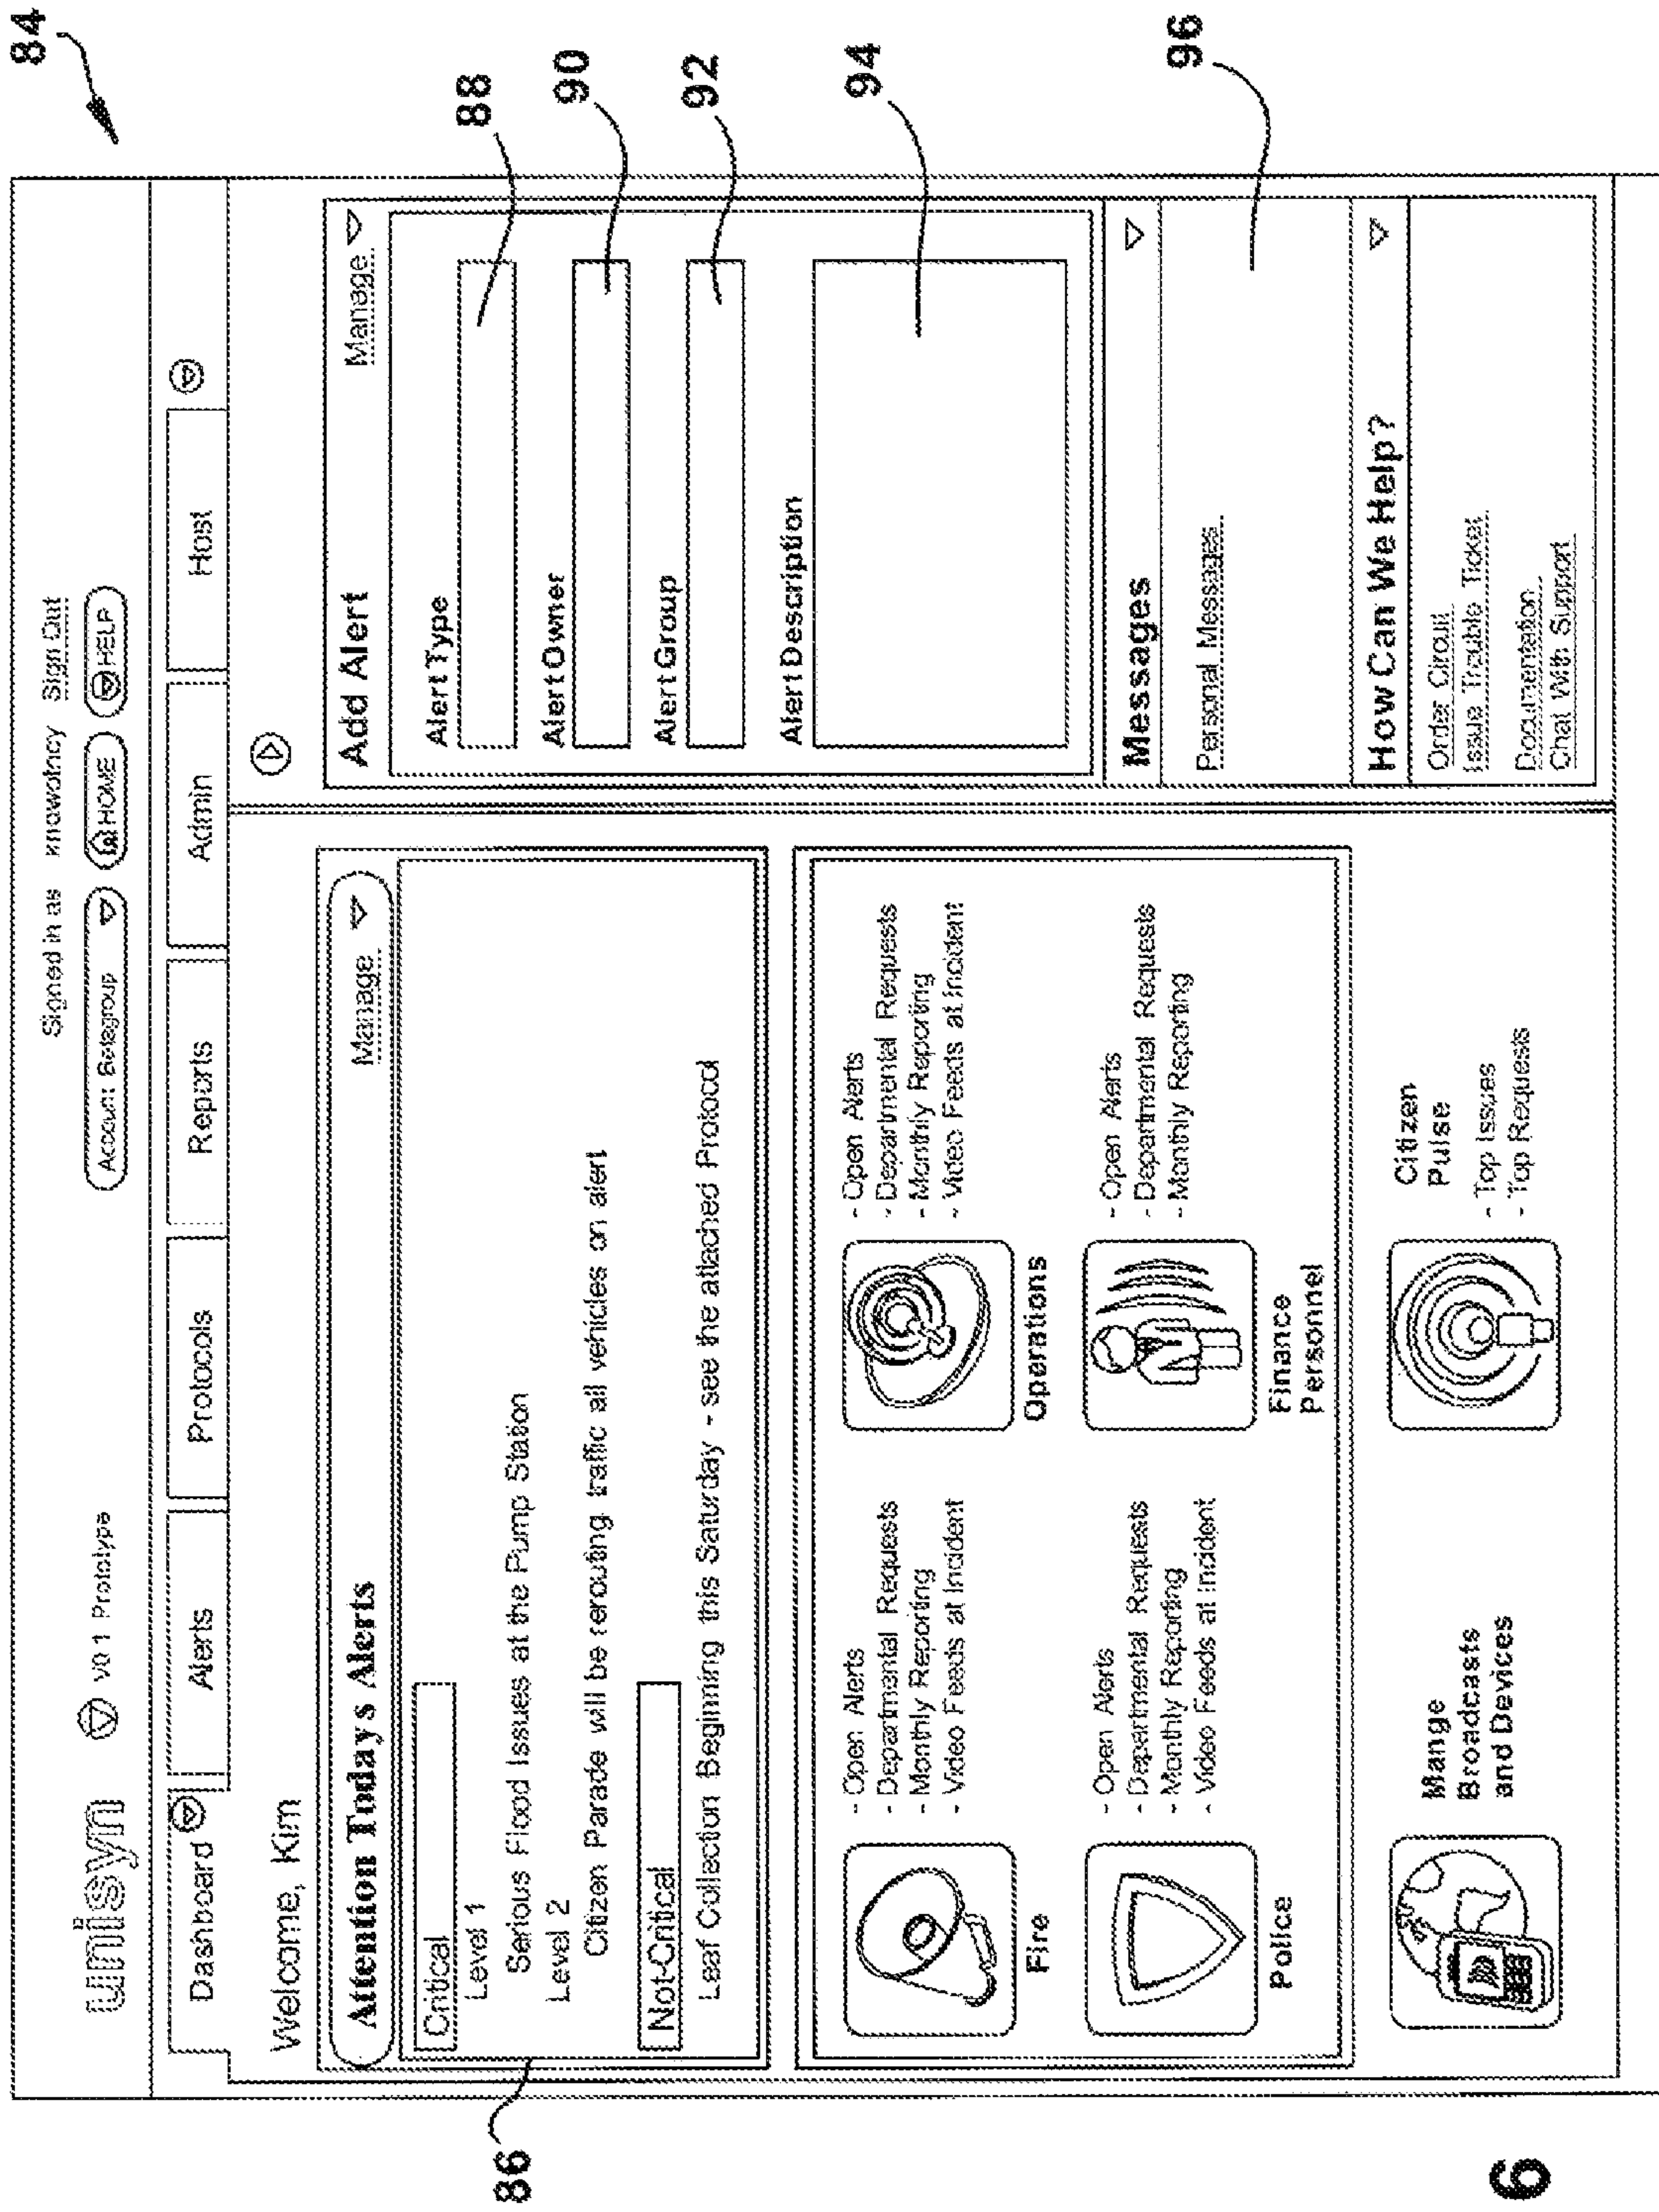 84
Signed in as knowolncy Sign Out
unisyn v0 1 Prototype
Account: Betagroup HOME HELP
Dashboard Alerts Protocols Reports Admin Host
Welcome, Kim
Attention Todays Alerts Manage
Critical
Level 1
Serious Flood Issues at the Pump Station
Level 2
Citizen Parade will be rerouting traffic all vehicles on alert
Not-Critical
Leaf Collection Beginning this Saturday - see the attached Protocol
86
- Open Alerts
- Departmental Requests
- Monthly Reporting
- Video Feeds at Incident
Fire
- Open Alerts
- Departmental Requests
- Monthly Reporting
- Video Feeds at Incident
Operations
- Open Alerts
- Departmental Requests
- Monthly Reporting
- Video Feeds at Incident
Police
- Open Alerts
- Departmental Requests
- Monthly Reporting
Finance
Personnel
Mange
Broadcasts
and Devices
Citizen
Pulse
- Top Issues
- Top Requests
Add Alert Manage
Alert Type
88
Alert Owner
90
Alert Group
92
Alert Description
94
Messages
Personal Messages
96
How Can We Help?
Order Circuit
Issue Trouble Ticket
Documentation
Chat With Support
6